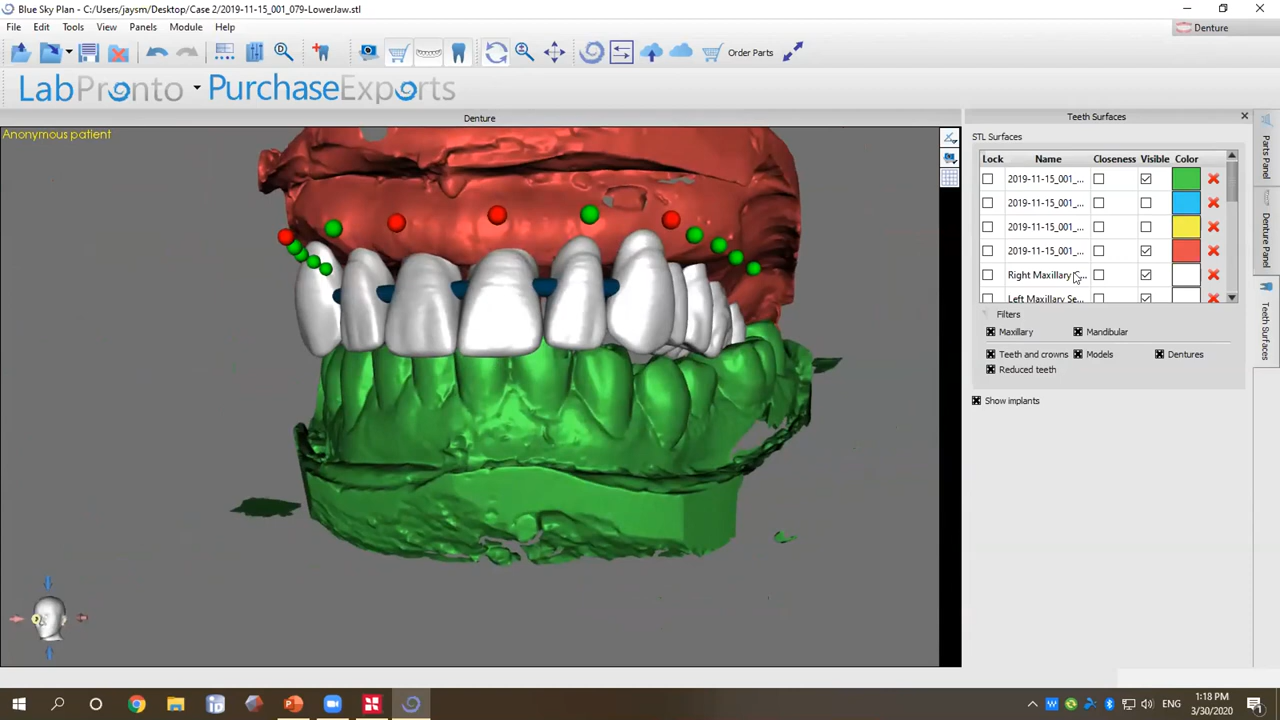 Blue Sky Plan - C:/Users/jaysm/Desktop/Case 2/2019-11-15_001_079-LowerJaw.stl
File Edit Tools View Panels Module Help
Denture
Order Parts
LabPronto PurchaseExports
Denture
Teeth Surfaces
Anonymous patient
STL Surfaces
Lock Name Closeness Visible Color
2019-11-15_001_...
2019-11-15_001_...
2019-11-15_001_...
2019-11-15_001_...
Right Maxillary
Left Maxillary Se...
Filters
Maxillary Mandibular
Teeth and crowns Models Dentures
Reduced teeth
Show implants
Parts Panel
Denture Panel
Teeth Surfaces
ENG
1:18 PM
3/30/2020